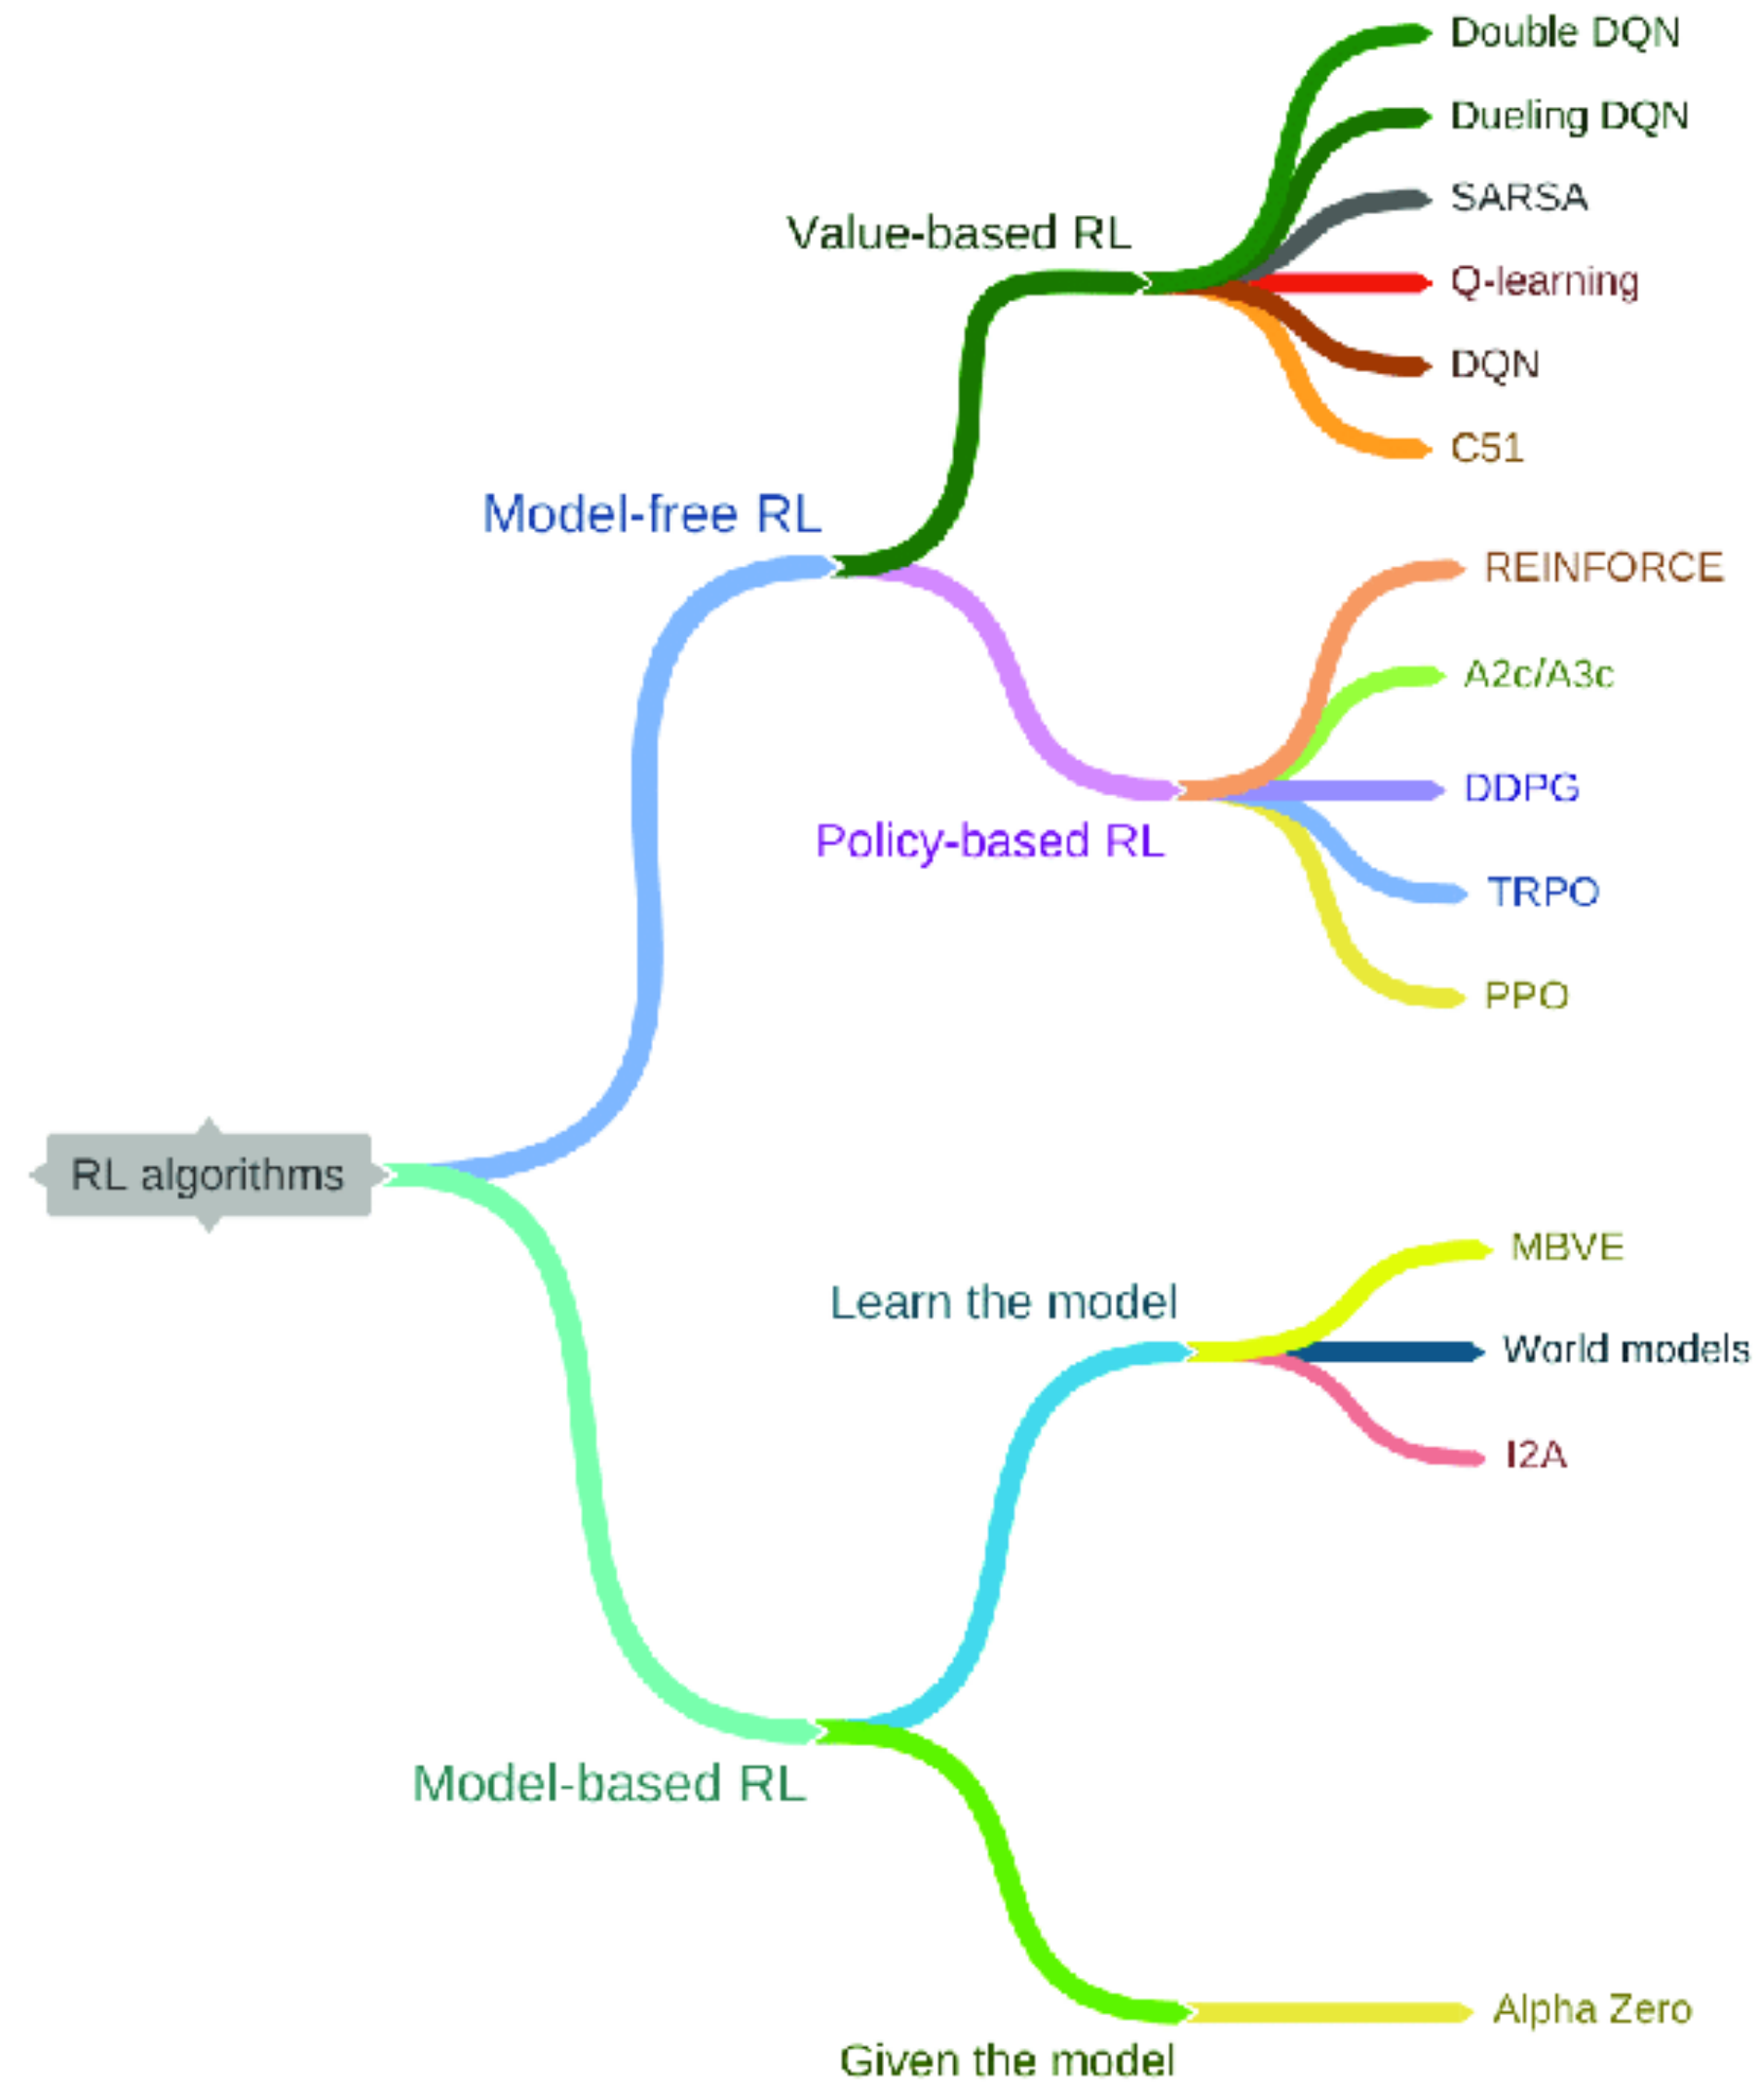 Double DQN
Dueling DQN
SARSA
Value-based RL
Q-learning
DQN
C51
Model-free RL
REINFORCE
A2c/A3c
DDPG
Policy-based RL
TRPO
PPO
RL algorithms
MBVE
Learn the model
World models
I2A
Model-based RL
Alpha Zero
Given the model